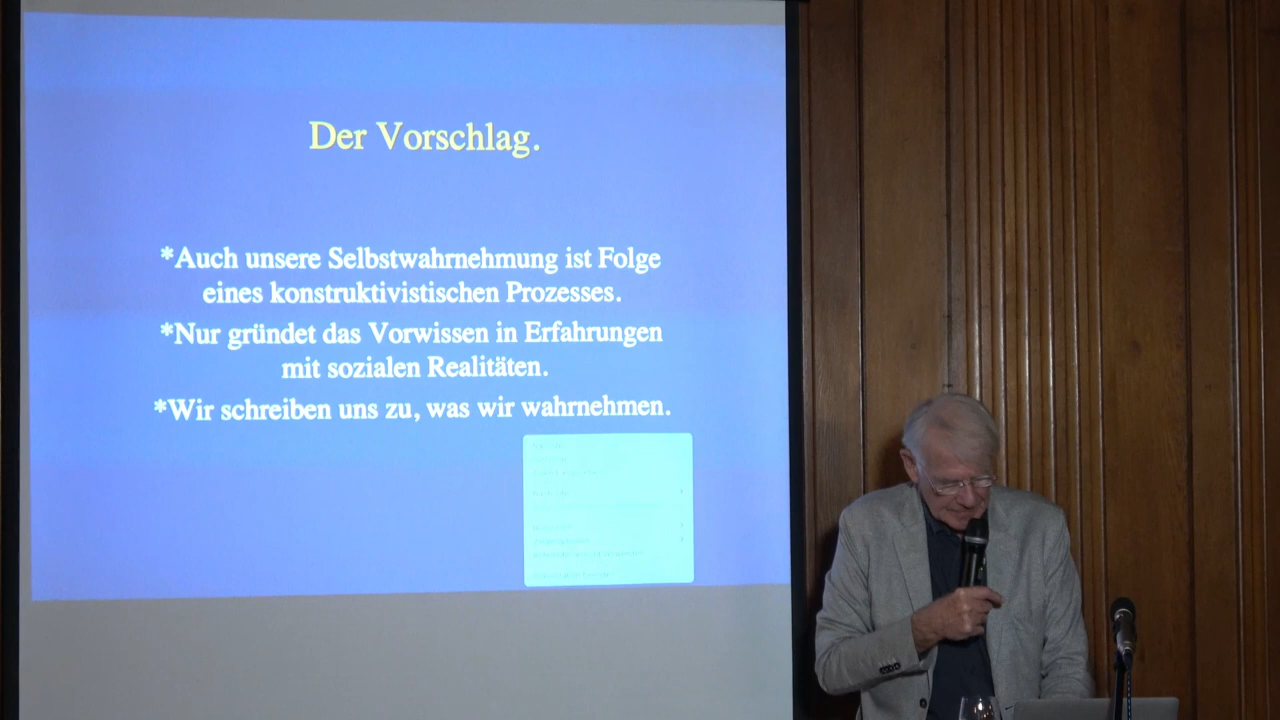 Der Vorschlag.
*Auch unsere Selbstwahrnehmung ist Folge
eines konstruktivistischen Prozesses.
*Nur gründet das Vorwissen in Erfahrungen
mit sozialen Realitäten.
*Wir schreiben uns zu, was wir wahrnehmen.